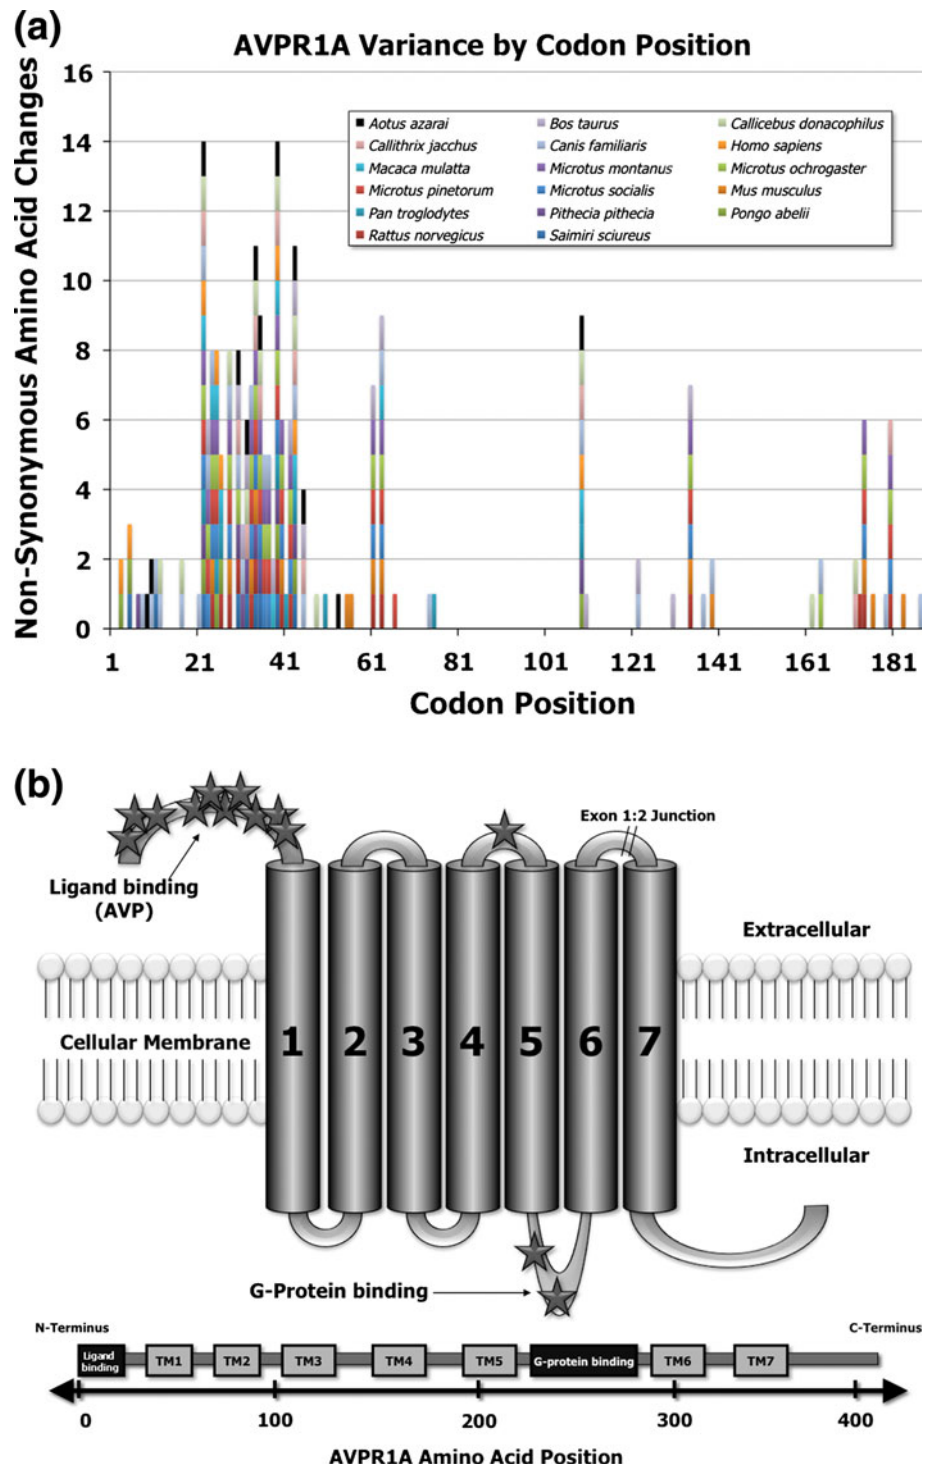 (a)
AVPR1A Variance by Codon Position
Non-Synonymous Amino Acid Changes
16
14
12
10
8
6
4
2
0
Aotus azarai
Bos taurus
Callicebus donacophilus
Callithrix jacchus
Canis familiaris
Homo sapiens
Macaca mulatta
Microtus montanus
Microtus ochrogaster
Microtus pinetorum
Microtus socialis
Mus musculus
Pan troglodytes
Pithecia pithecia
Pongo abelii
Rattus norvegicus
Saimiri sciureus
1 21 41 61 81 101 121 141 161 181
Codon Position
(b)
Exon 1:2 Junction
Ligand binding
(AVP)
Extracellular
Cellular Membrane
1 2 3 4 5 6 7
Intracellular
G-Protein binding
N-Terminus
C-Terminus
Ligand
binding
TM1 TM2 TM3 TM4 TM5 G-protein binding TM6 TM7
0 100 200 300 400
AVPR1A Amino Acid Position